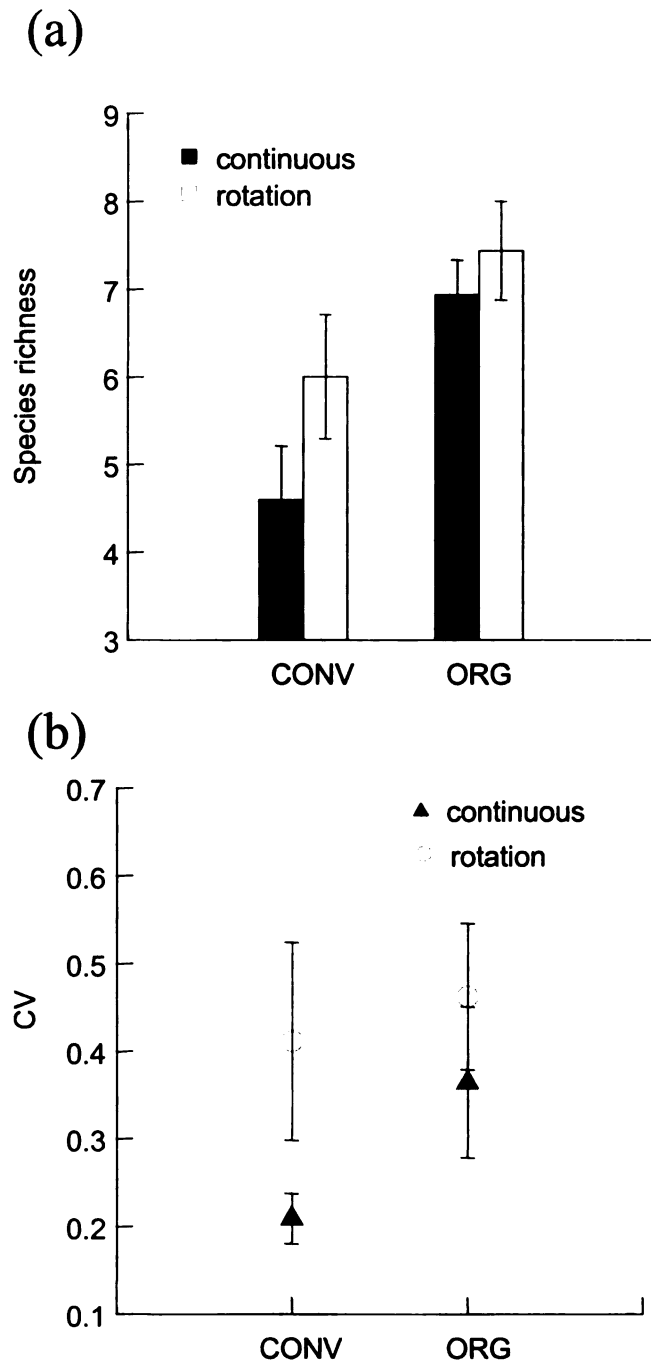 (a)
9
8
7
6
5
4
3
Species richness
continuous
rotation
CONV ORG
(b)
0.7
0.6
0.5
0.4
0.3
0.2
0.1
CV
continuous
rotation
CONV ORG